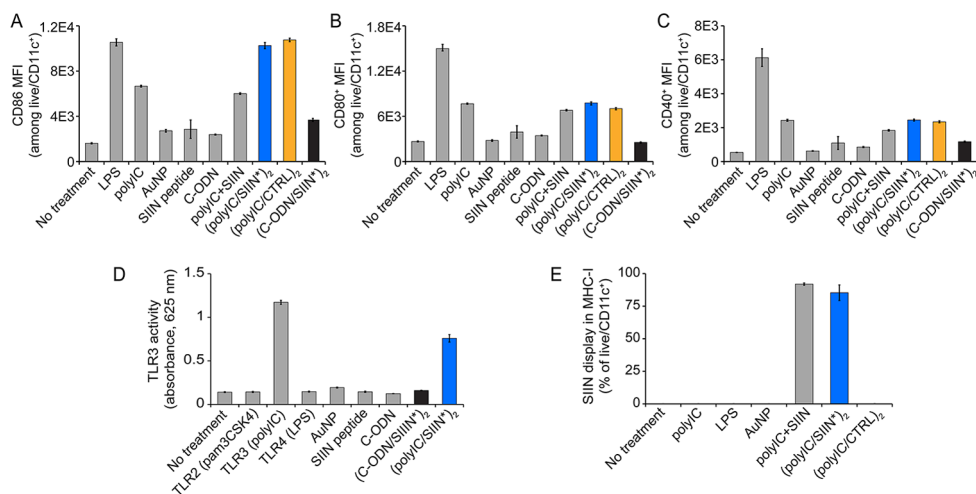 A
CD86 MFI
(among live/CD11c⁺)
1.2E4
8E3
4E3
0
No treatment
LPS
polyIC
AuNP
SIIN peptide
C-ODN
polyIC+SIIN
(polyIC/SIIN*)₂
(polyIC/CTRL)₂
(C-ODN/SIIN*)₂
B
CD80⁺ MFI
(among live/CD11c⁺)
1.8E4
1.2E4
6E3
0
No treatment
LPS
polyIC
AuNP
SIIN peptide
C-ODN
polyIC+SIIN
(polyIC/SIIN*)₂
(polyIC/CTRL)₂
(C-ODN/SIIN*)₂
C
CD40⁺ MFI
(among live/CD11c⁺)
6E3
4E3
2E3
0
No treatment
LPS
polyIC
AuNP
SIIN peptide
C-ODN
polyIC+SIIN
(polyIC/SIIN*)₂
(polyIC/CTRL)₂
(C-ODN/SIIN*)₂
D
TLR3 activity
(absorbance, 625 nm)
1.5
1
0.5
0
No treatment
TLR2 (pam3CSK4)
TLR3 (polyIC)
TLR4 (LPS)
AuNP
SIIN peptide
C-ODN
(C-ODN/SIIIN*)₂
(polyIC/SIIN*)₂
E
SIIN display in MHC-I
(% of live/CD11c⁺)
100
75
50
25
0
No treatment
polyIC
LPS
AuNP
polyIC+SIIN
(polyIC/SIIN*)₂
(polyIC/CTRL)₂